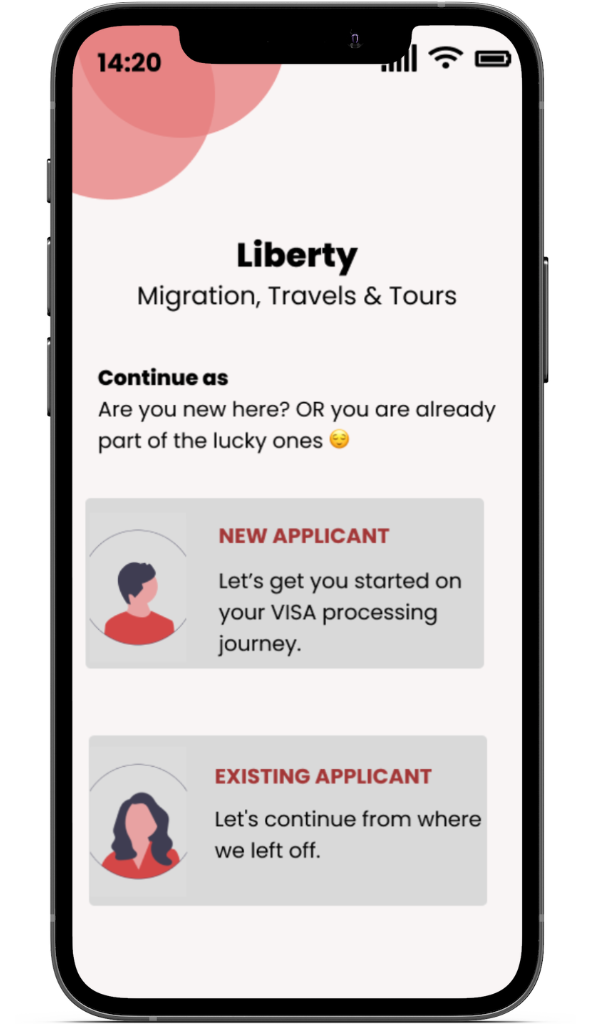 14:20
Liberty
Migration, Travels & Tours
Continue as
Are you new here? OR you are already
part of the lucky ones 😌
NEW APPLICANT
Let’s get you started on
your VISA processing
journey.
EXISTING APPLICANT
Let's continue from where
we left off.